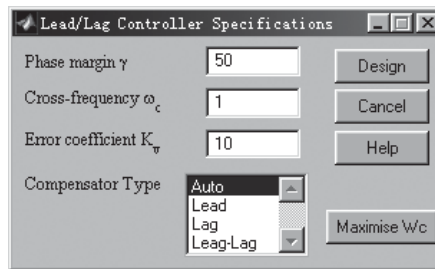 Lead/Lag Controller Specifications
Phase margin γ
50
Design
Cross-frequency ω_c
1
Cancel
Error coefficient K_v
10
Help
Compensator Type
Auto
Lead
Lag
Leag-Lag
Maximise Wc